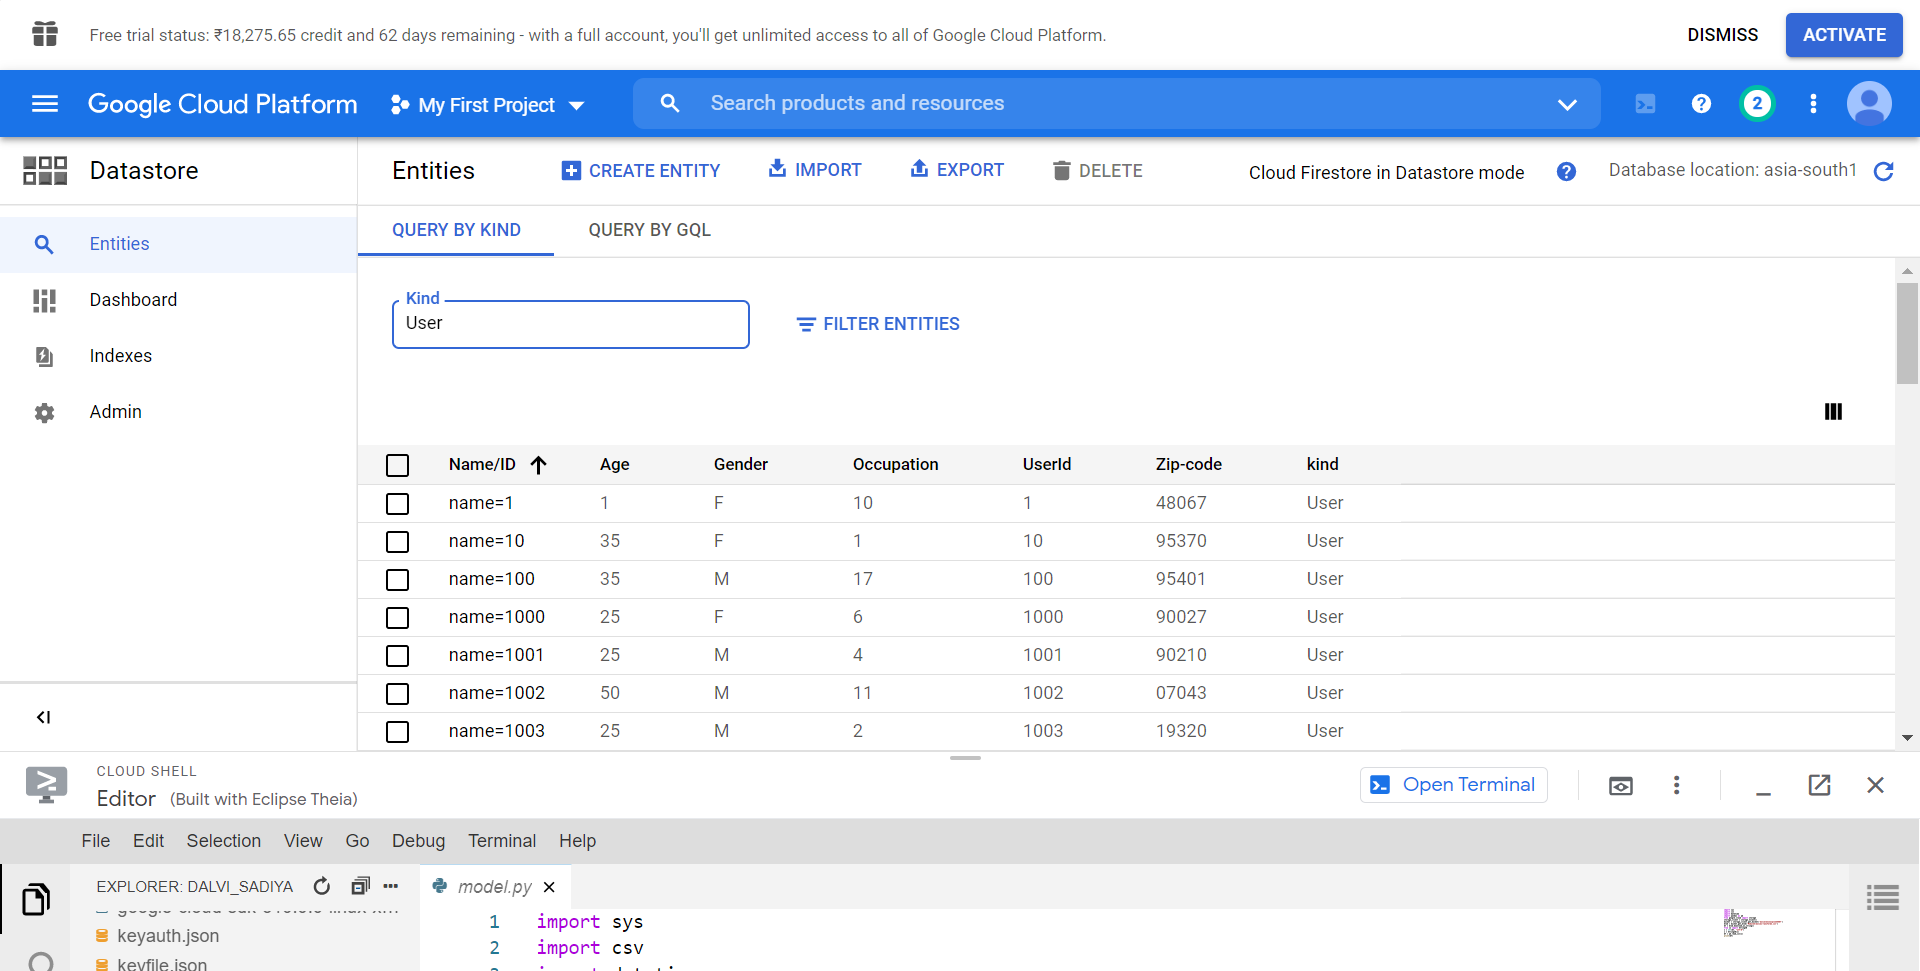 Free trial status: ₹18,275.65 credit and 62 days remaining - with a full account, you'll get unlimited access to all of Google Cloud Platform.
DISMISS
ACTIVATE
Google Cloud Platform
My First Project
Search products and resources
2
Datastore
Entities
CREATE ENTITY
IMPORT
EXPORT
DELETE
Cloud Firestore in Datastore mode
Database location: asia-south1
Entities
Dashboard
Indexes
Admin
QUERY BY KIND
QUERY BY GQL
Kind
User
FILTER ENTITIES
Name/ID Age Gender Occupation UserId Zip-code kind
name=1 1 F 10 1 48067 User
name=10 35 F 1 10 95370 User
name=100 35 M 17 100 95401 User
name=1000 25 F 6 1000 90027 User
name=1001 25 M 4 1001 90210 User
name=1002 50 M 11 1002 07043 User
name=1003 25 M 2 1003 19320 User
CLOUD SHELL
Editor (Built with Eclipse Theia)
Open Terminal
File Edit Selection View Go Debug Terminal Help
EXPLORER: DALVI_SADIYA
keyauth.json
keyfile.json
model.py
1 import sys
2 import csv